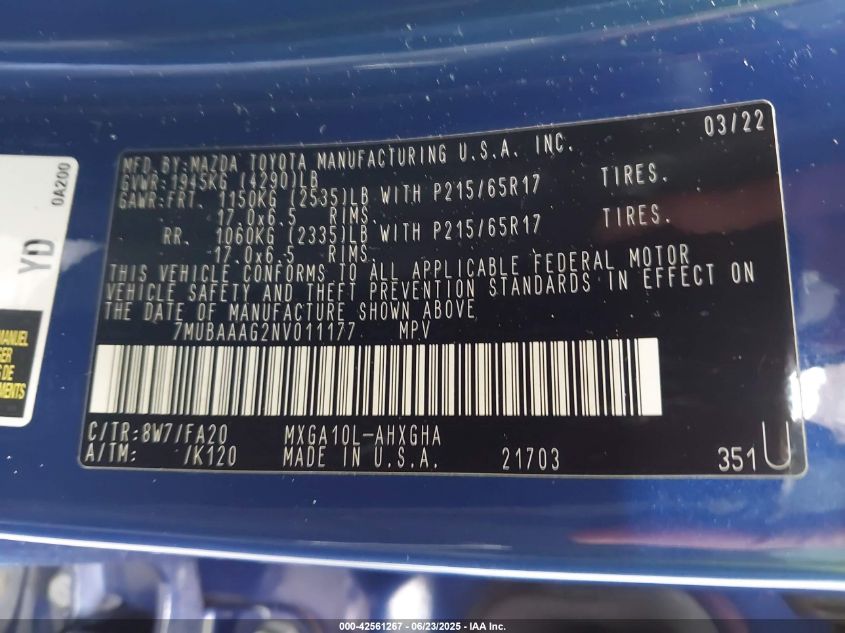 03/22
MFD. BY: MAZDA TOYOTA MANUFACTURING U.S.A. INC.
GVWR: 1945KG (4290)LB
GAWR: FRT. 1150KG (2535)LB WITH P215/65R17 TIRES.
17.0x6.5 RIMS.
RR. 1060KG (2335)LB WITH P215/65R17 TIRES.
17.0x6.5 RIMS.
THIS VEHICLE CONFORMS TO ALL APPLICABLE FEDERAL MOTOR
VEHICLE SAFETY AND THEFT PREVENTION STANDARDS IN EFFECT ON
THE DATE OF MANUFACTURE SHOWN ABOVE
7MUBAAAG2NV011177 MPV
C/TR: 8W7/FA20 MXGA10L-AHXGHA
A/TM: /K120 MADE IN U.S.A. 21703 351U
0A200
YD
MANUEL
000-42561267 - 06/23/2025 - IAA Inc.